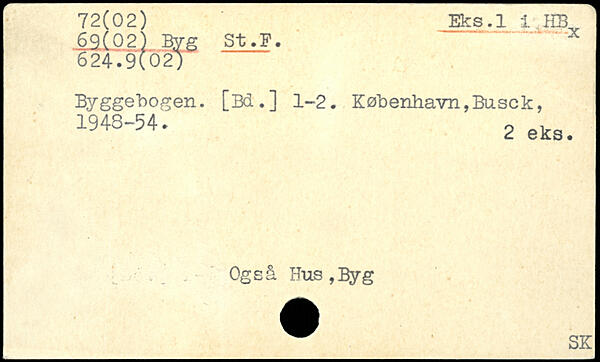 72(02)
Eks.1 i HBx
69(02) Byg St.F.
624.9(02)
Byggebogen. [Bd.] 1-2. København,Busck,
1948-54.
2 eks.
Også Hus,Byg
SK